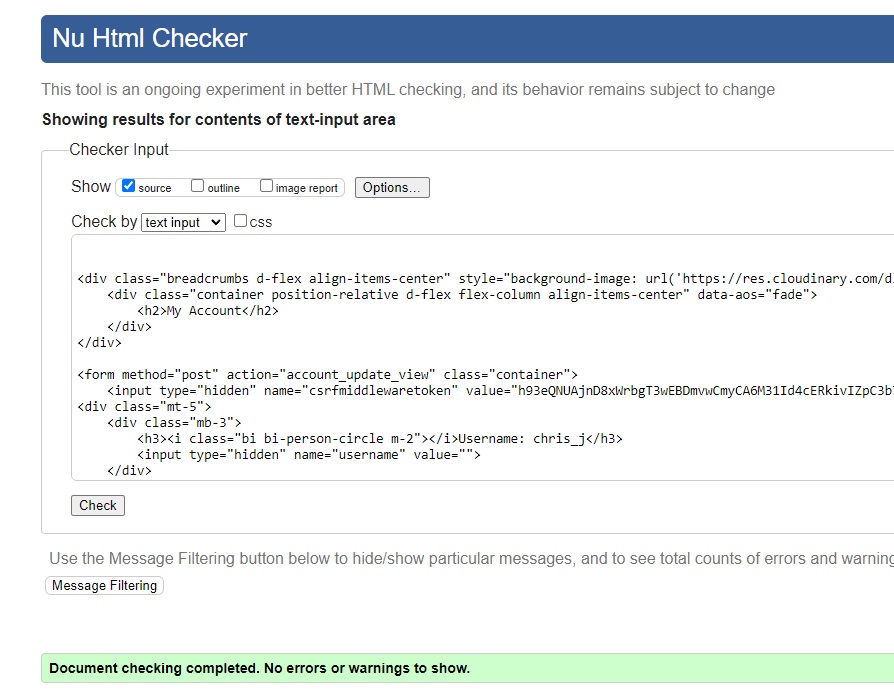 Nu Html Checker
This tool is an ongoing experiment in better HTML checking, and its behavior remains subject to change
Showing results for contents of text-input area
Checker Input
Show source outline image report Options...
Check by text input css
<div class="breadcrumbs d-flex align-items-center" style="background-image: url('https://res.cloudinary.com/d
<div class="container position-relative d-flex flex-column align-items-center" data-aos="fade">
<h2>My Account</h2>
</div>
</div>
<form method="post" action="account_update_view" class="container">
<input type="hidden" name="csrfmiddlewaretoken" value="h93eQNUAjnD8xWrbgT3wEBDmvwCmyCA6M31Id4cERkivIZpC3b
<div class="mt-5">
<div class="mb-3">
<h3><i class="bi bi-person-circle m-2"></i>Username: chris_j</h3>
<input type="hidden" name="username" value="">
</div>
Check
Use the Message Filtering button below to hide/show particular messages, and to see total counts of errors and warning
Message Filtering
Document checking completed. No errors or warnings to show.